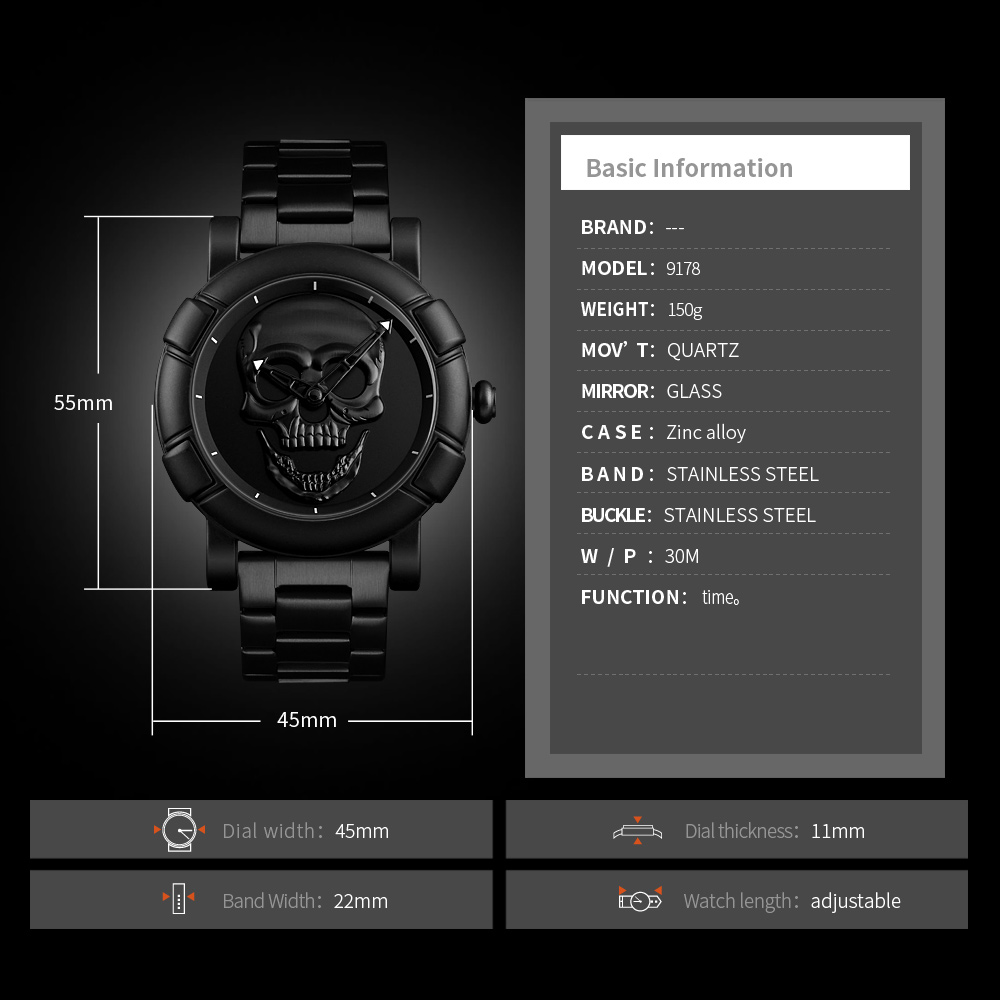 Basic Information
BRAND: ---
MODEL: 9178
WEIGHT: 150g
MOV’ T: QUARTZ
MIRROR: GLASS
CASE: Zinc alloy
BAND: STAINLESS STEEL
BUCKLE: STAINLESS STEEL
W / P : 30M
FUNCTION: time。
55mm
45mm
Dial width: 45mm
Dial thickness: 11mm
Band Width: 22mm
Watch length: adjustable